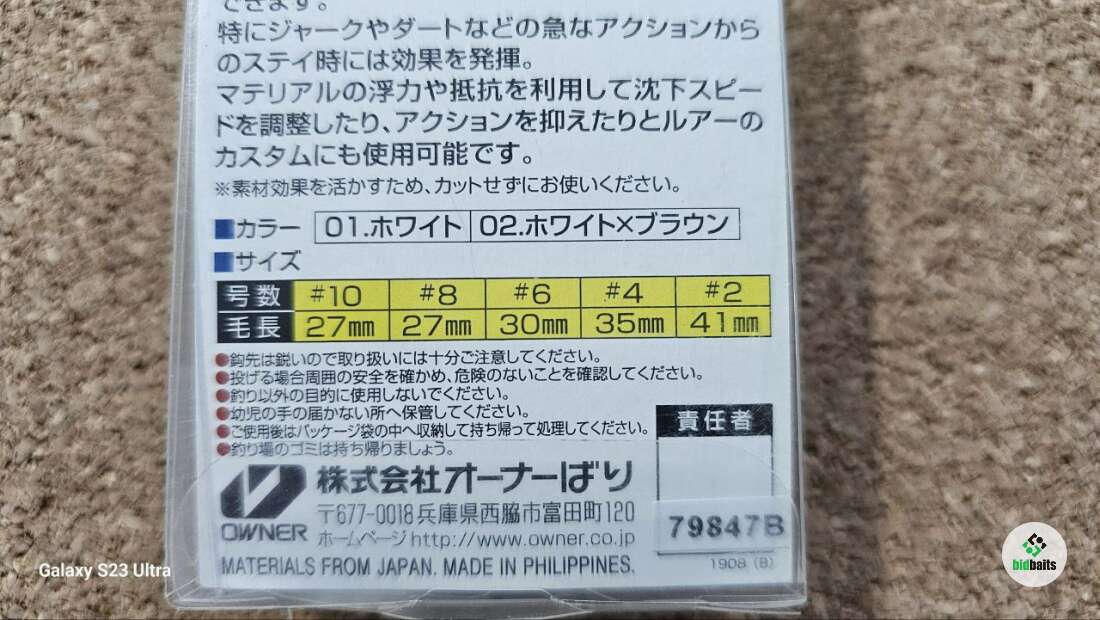 できます。
特にジャークやダートなどの急なアクションから
のステイ時には効果を発揮。
マテリアルの浮力や抵抗を利用して沈下スピー
ドを調整したり、アクションを抑えたりとルアーの
カスタムにも使用可能です。
※素材効果を活かすため、カットせずにお使いください。
■カラー 01.ホワイト 02.ホワイト×ブラウン
■サイズ
号数 #10 #8 #6 #4 #2
毛長 27mm 27mm 30mm 35mm 41mm
●鈎先は鋭いので取り扱いには十分ご注意してください。
●投げる場合周囲の安全を確かめ、危険のないことを確認してください。
●釣り以外の目的に使用しないでください。
●幼児の手の届かない所へ保管してください。
●ご使用後はパッケージ袋の中へ収納して持ち帰って処理してください。
●釣り場のゴミは持ち帰りましょう。
責任者
株式会社オーナーばり
OWNER
〒677-0018 兵庫県西脇市富田町120
ホームページhttp://www.owner.co.jp
79847B
MATERIALS FROM JAPAN. MADE IN PHILIPPINES.
1908 (B)
Galaxy S23 Ultra
bidbaits